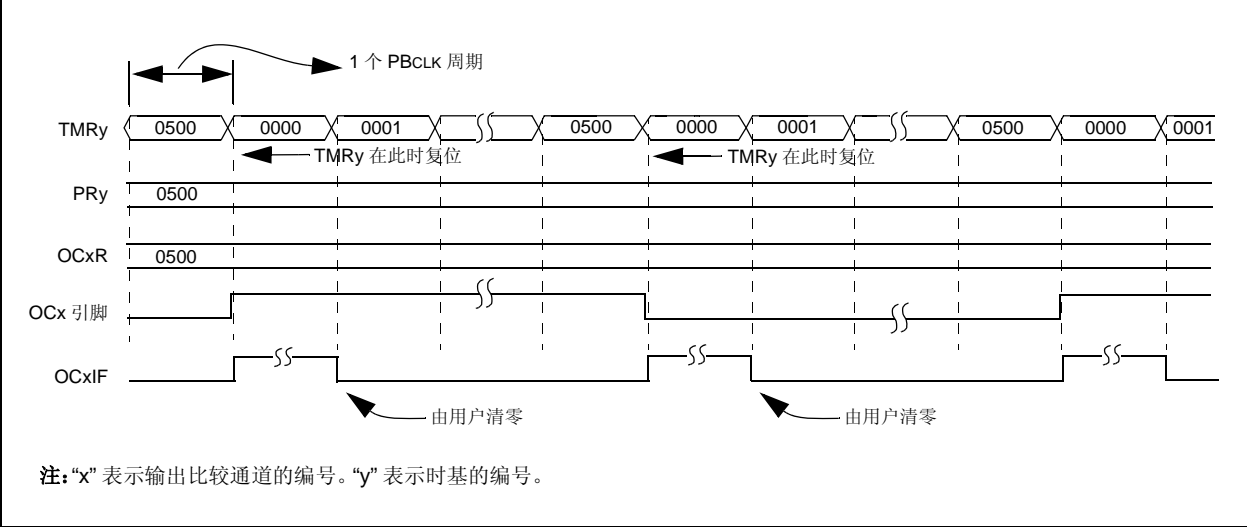 1 个 PBCLK 周期
TMRy 0500 0000 0001 0500 0000 0001 0500 0000 0001
TMRy 在此时复位 TMRy 在此时复位
PRy 0500
OCxR 0500
OCx 引脚
OCxIF
由用户清零 由用户清零
注:“x” 表示输出比较通道的编号。“y” 表示时基的编号。